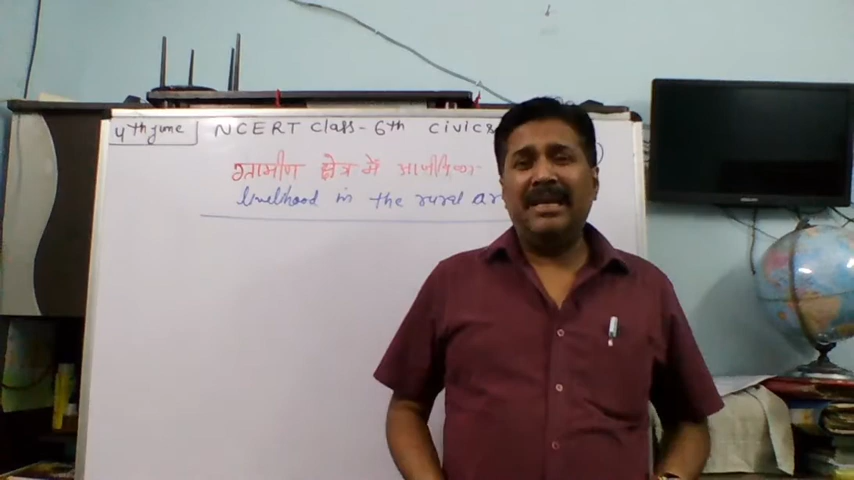 4th June
NCERT Class - 6th Civics
ग्रामीण क्षेत्र में आजीविका-
livelihood in the rural ar